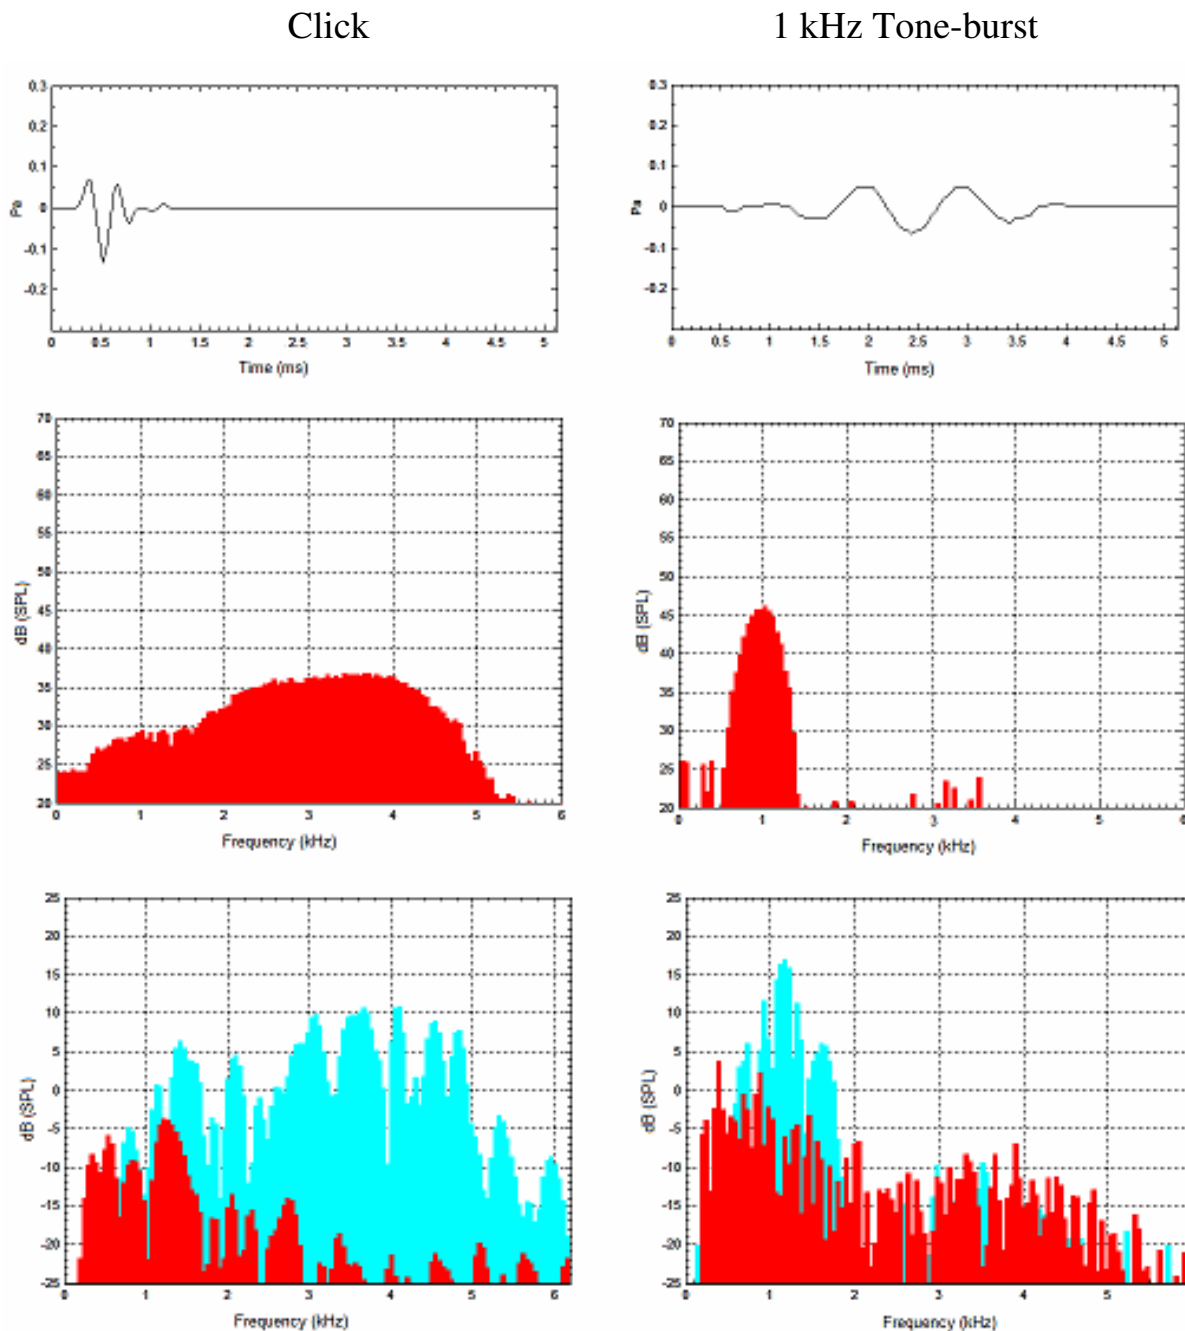 Click
1 kHz Tone-burst
0.3
0.2
0.1
0
-0.1
-0.2
Pa
0 0.5 1 1.5 2 2.5 3 3.5 4 4.5 5
Time (ms)
0.3
0.2
0.1
0
-0.1
-0.2
Pa
0 0.5 1 1.5 2 2.5 3 3.5 4 4.5 5
Time (ms)
70
65
60
55
50
45
40
35
30
25
20
dB (SPL)
0 1 2 3 4 5 6
Frequency (kHz)
70
65
60
55
50
45
40
35
30
25
20
dB (SPL)
0 1 2 3 4 5 6
Frequency (kHz)
25
20
15
10
5
0
-5
-10
-15
-20
-25
dB (SPL)
0 1 2 3 4 5 6
Frequency (kHz)
25
20
15
10
5
0
-5
-10
-15
-20
-25
dB (SPL)
0 1 2 3 4 5
Frequency (kHz)